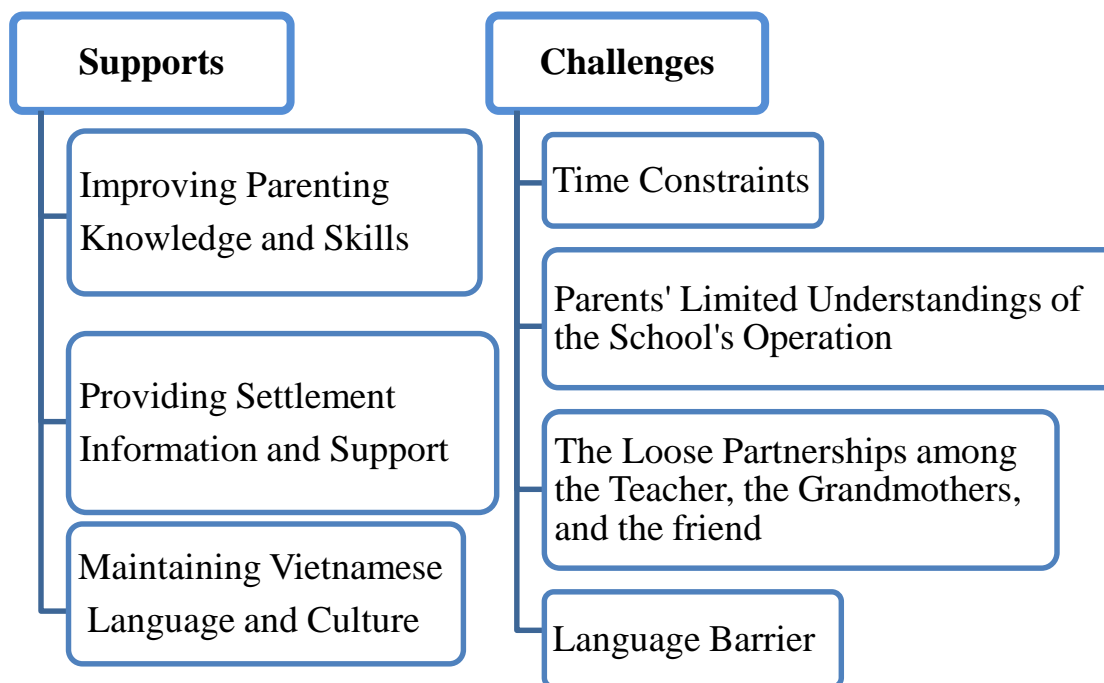 Supports
Improving Parenting
Knowledge and Skills
Providing Settlement
Information and Support
Maintaining Vietnamese
Language and Culture
Challenges
Time Constraints
Parents' Limited Understandings of
the School's Operation
The Loose Partnerships among
the Teacher, the Grandmothers,
and the friend
Language Barrier